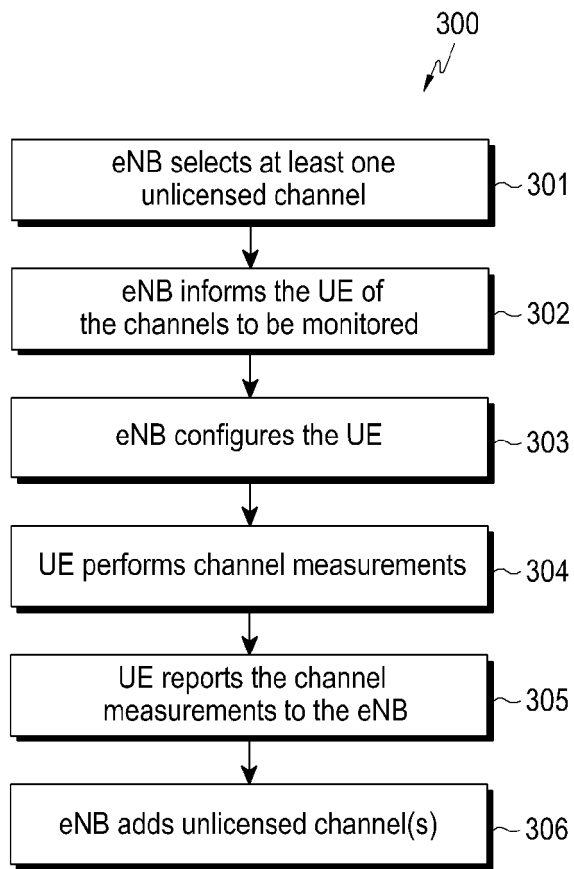 300
eNB selects at least one
unlicensed channel
301
eNB informs the UE of
the channels to be monitored
302
eNB configures the UE
303
UE performs channel measurements
304
UE reports the channel
measurements to the eNB
305
eNB adds unlicensed channel(s)
306